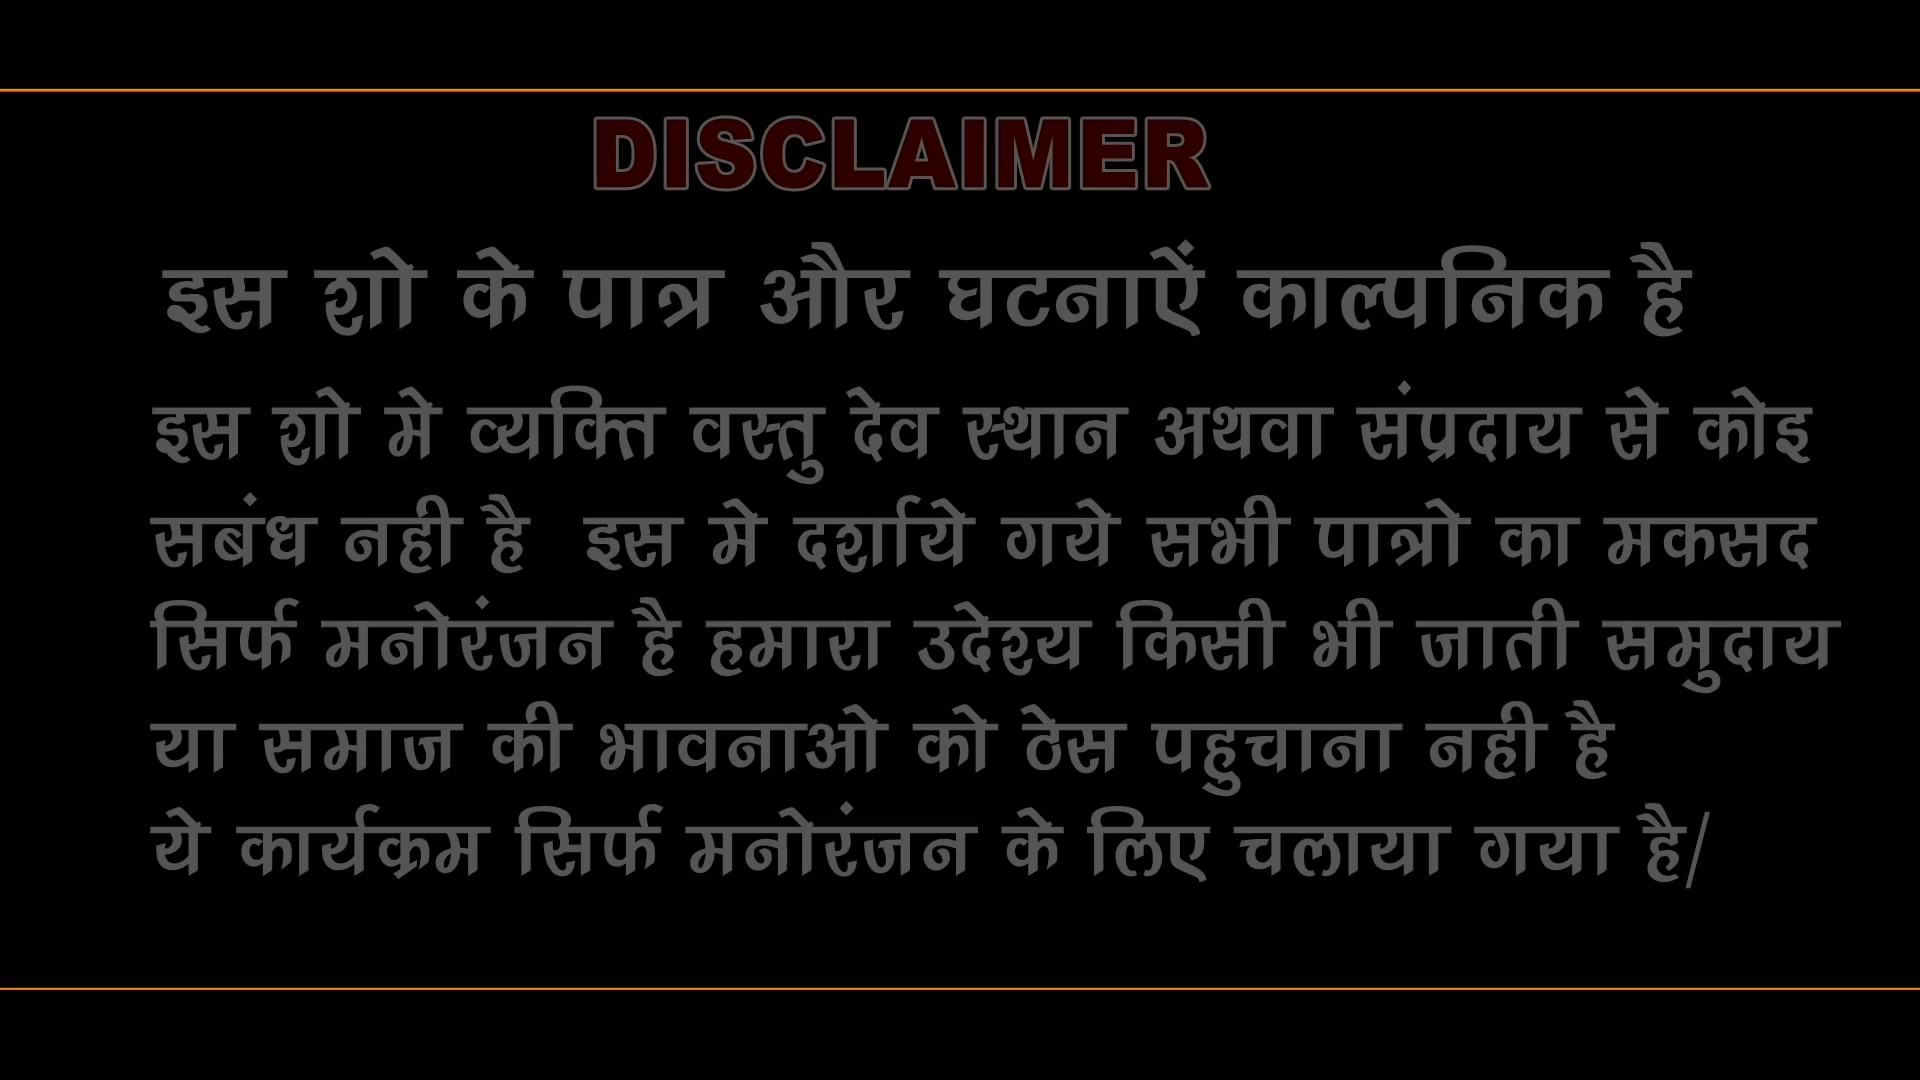 DISCLAIMER
इस शो के पात्र और घटनाऐं काल्पनिक है
इस शो मे व्यक्ति वस्तु देव स्थान अथवा संप्रदाय से कोइ
सबंध नही है इस मे दर्शाये गये सभी पात्रो का मकसद
सिर्फ मनोरंजन है हमारा उदेश्य किसी भी जाती समुदाय
या समाज की भावनाओ को ठेस पहुचाना नही है
ये कार्यक्रम सिर्फ मनोरंजन के लिए चलाया गया है/